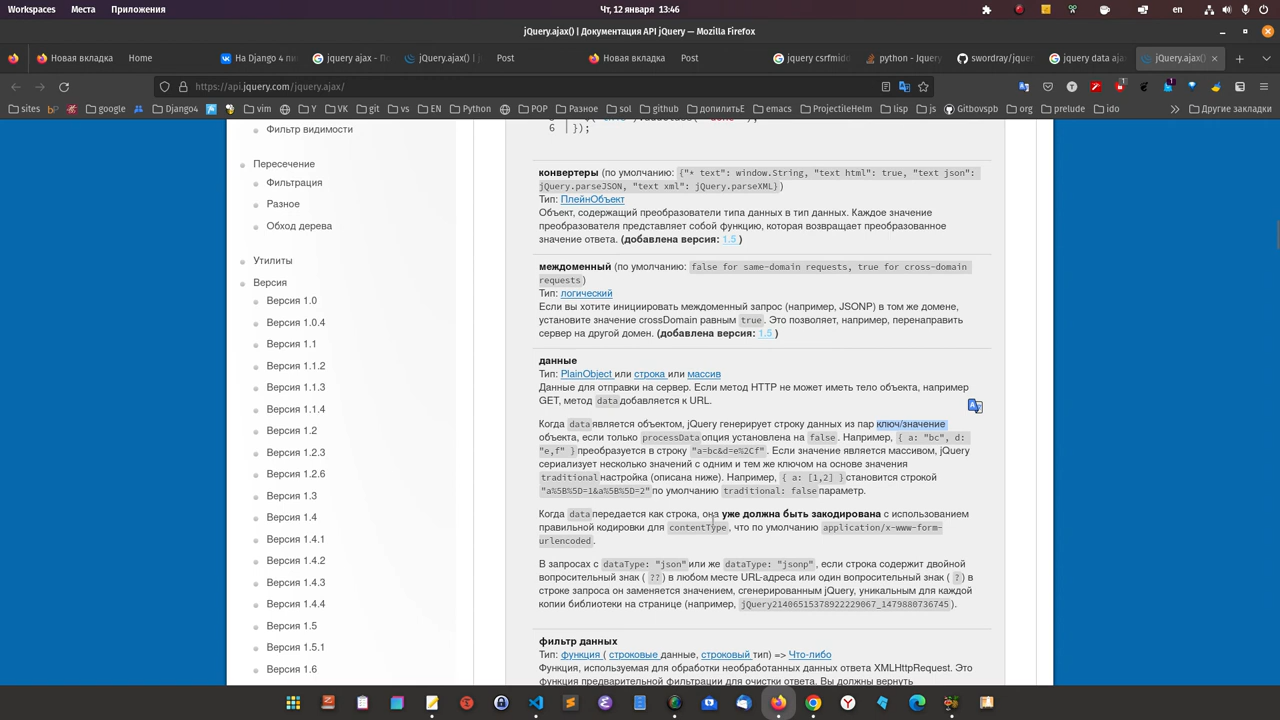 Workspaces Места Приложения Чт, 12 января 13:46 en
jQuery.ajax() | Документация API jQuery — Mozilla Firefox
Новая вкладка Home На Django 4 пи jquery ajax - По jQuery.ajax() | Post Новая вкладка Post jquery csrfmido python - Jquery swordray/jquer jquery data aja jQuery.ajax()
https://api.jquery.com/jquery.ajax/
sites bp google Django4 vim Y VK git vs EN Python POP Разное sol github допилитьЕ emacs ProjectileHelm lisp js Gitbovspb org prelude ido Другие закладки
Фильтр видимости
Пересечение
Фильтрация
Разное
Обход дерева
Утилиты
Версия
Версия 1.0
Версия 1.0.4
Версия 1.1
Версия 1.1.2
Версия 1.1.3
Версия 1.1.4
Версия 1.2
Версия 1.2.3
Версия 1.2.6
Версия 1.3
Версия 1.4
Версия 1.4.1
Версия 1.4.2
Версия 1.4.3
Версия 1.4.4
Версия 1.5
Версия 1.5.1
Версия 1.6
6 });
конвертеры (по умолчанию: {"* text": window.String, "text html": true, "text json":
jQuery.parseJSON, "text xml": jQuery.parseXML})
Тип: ПлейнОбъект
Объект, содержащий преобразователи типа данных в тип данных. Каждое значение
преобразователя представляет собой функцию, которая возвращает преобразованное
значение ответа. (добавлена версия: 1.5 )
междоменный (по умолчанию: false for same-domain requests, true for cross-domain
requests)
Тип: логический
Если вы хотите инициировать междоменный запрос (например, JSONP) в том же домене,
установите значение crossDomain равным true. Это позволяет, например, перенаправить
сервер на другой домен. (добавлена версия: 1.5 )
данные
Тип: PlainObject или строка или массив
Данные для отправки на сервер. Если метод HTTP не может иметь тело объекта, например
GET, метод data добавляется к URL.
Когда data является объектом, jQuery генерирует строку данных из пар ключ/значение
объекта, если только processData опция установлена на false. Например, { a: "bc", d:
"e,f" } преобразуется в строку "a=bc&d=e%2Cf". Если значение является массивом, jQuery
сериализует несколько значений с одним и тем же ключом на основе значения
traditional настройка (описана ниже). Например, { a: [1,2] } становится строкой
"a%5B%5D=1&a%5B%5D=2" по умолчанию traditional: false параметр.
Когда data передается как строка, она уже должна быть закодирована с использованием
правильной кодировки для contentType, что по умолчанию application/x-www-form-
urlencoded.
В запросах с dataType: "json" или же dataType: "jsonp", если строка содержит двойной
вопросительный знак ( ??) в любом месте URL-адреса или один вопросительный знак ( ?) в
строке запроса он заменяется значением, сгенерированным jQuery, уникальным для каждой
копии библиотеки на странице (например, jQuery21406515378922229067_1479880736745).
фильтр данных
Тип: функция ( строковые данные, строковый тип) => Что-либо
Функция, используемая для обработки необработанных данных ответа XMLHttpRequest. Это
функция предварительной фильтрации для очистки ответа. Вы должны вернуть